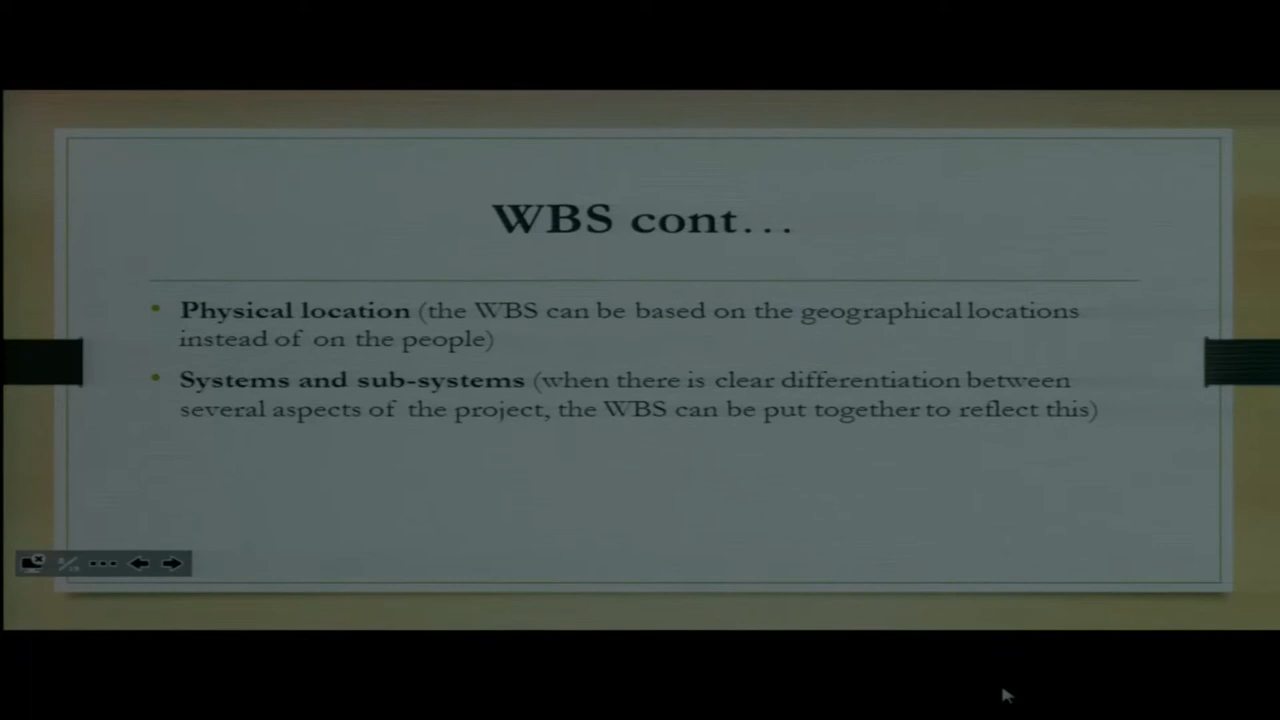 WBS cont…
• Physical location (the WBS can be based on the geographical locations
instead of on the people)
• Systems and sub-systems (when there is clear differentiation between
several aspects of the project, the WBS can be put together to reflect this)